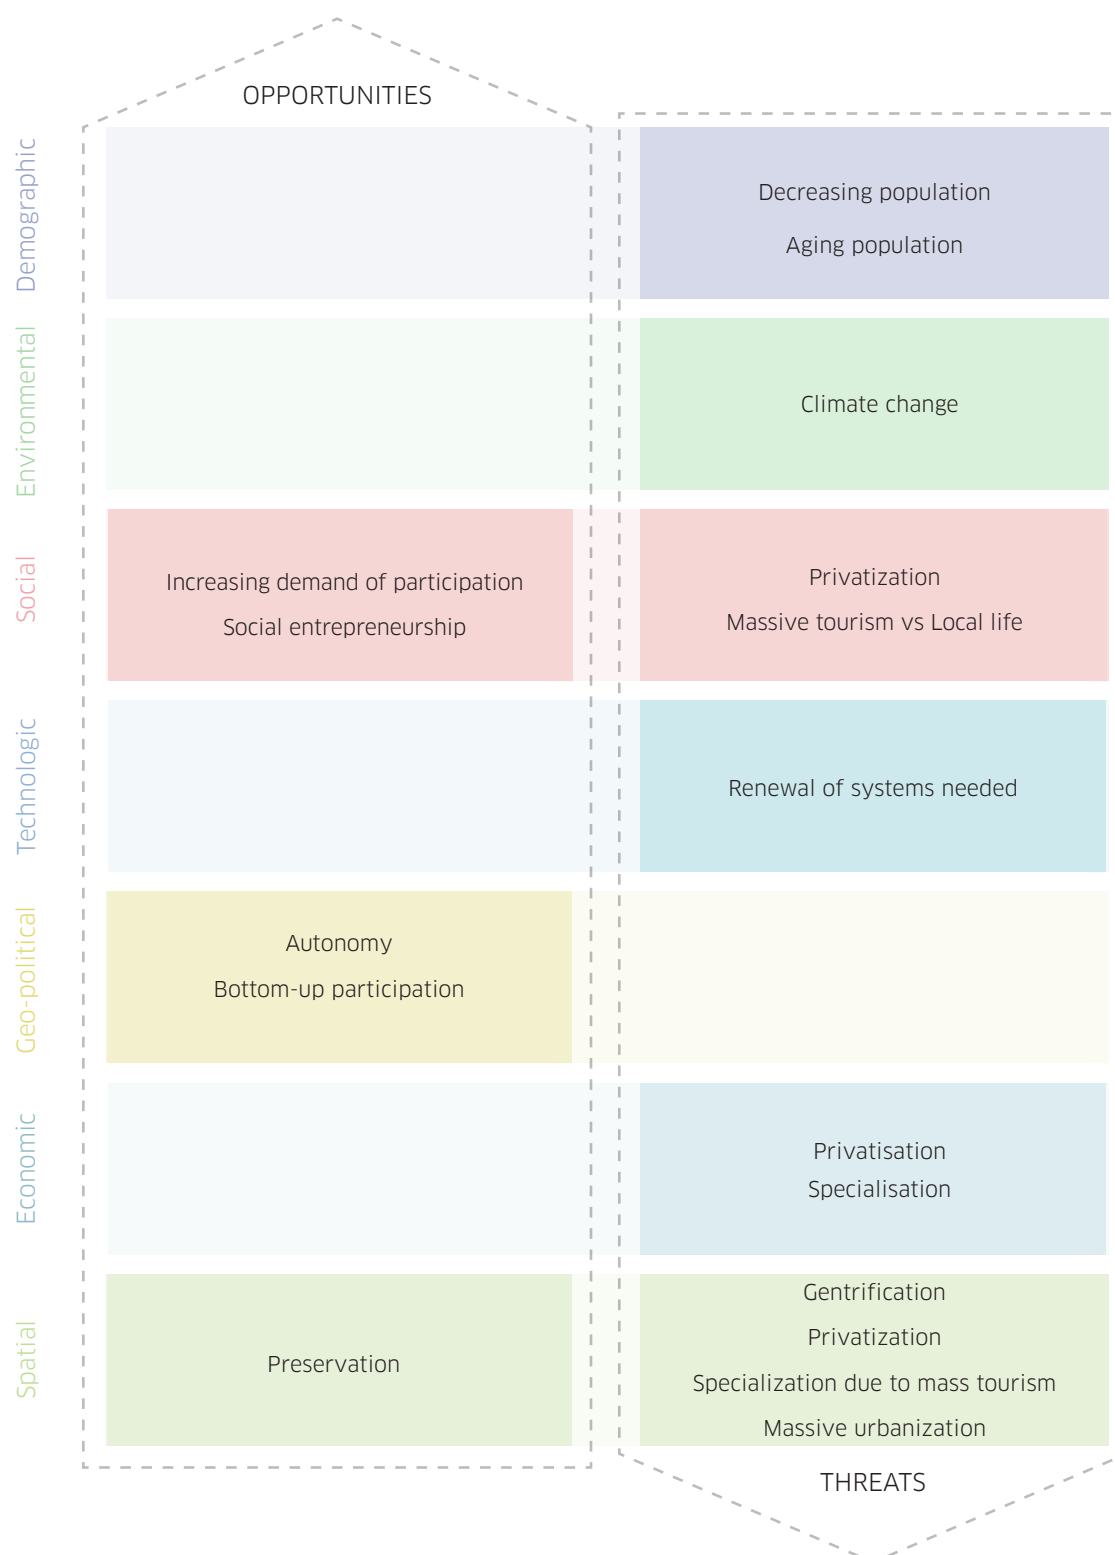 OPPORTUNITIES
Demographic
Decreasing population
Aging population
Environmental
Climate change
Social
Increasing demand of participation
Social entrepreneurship
Privatization
Massive tourism vs Local life
Technologic
Renewal of systems needed
Geo-political
Autonomy
Bottom-up participation
Economic
Privatisation
Specialisation
Spatial
Preservation
Gentrification
Privatization
Specialization due to mass tourism
Massive urbanization
THREATS